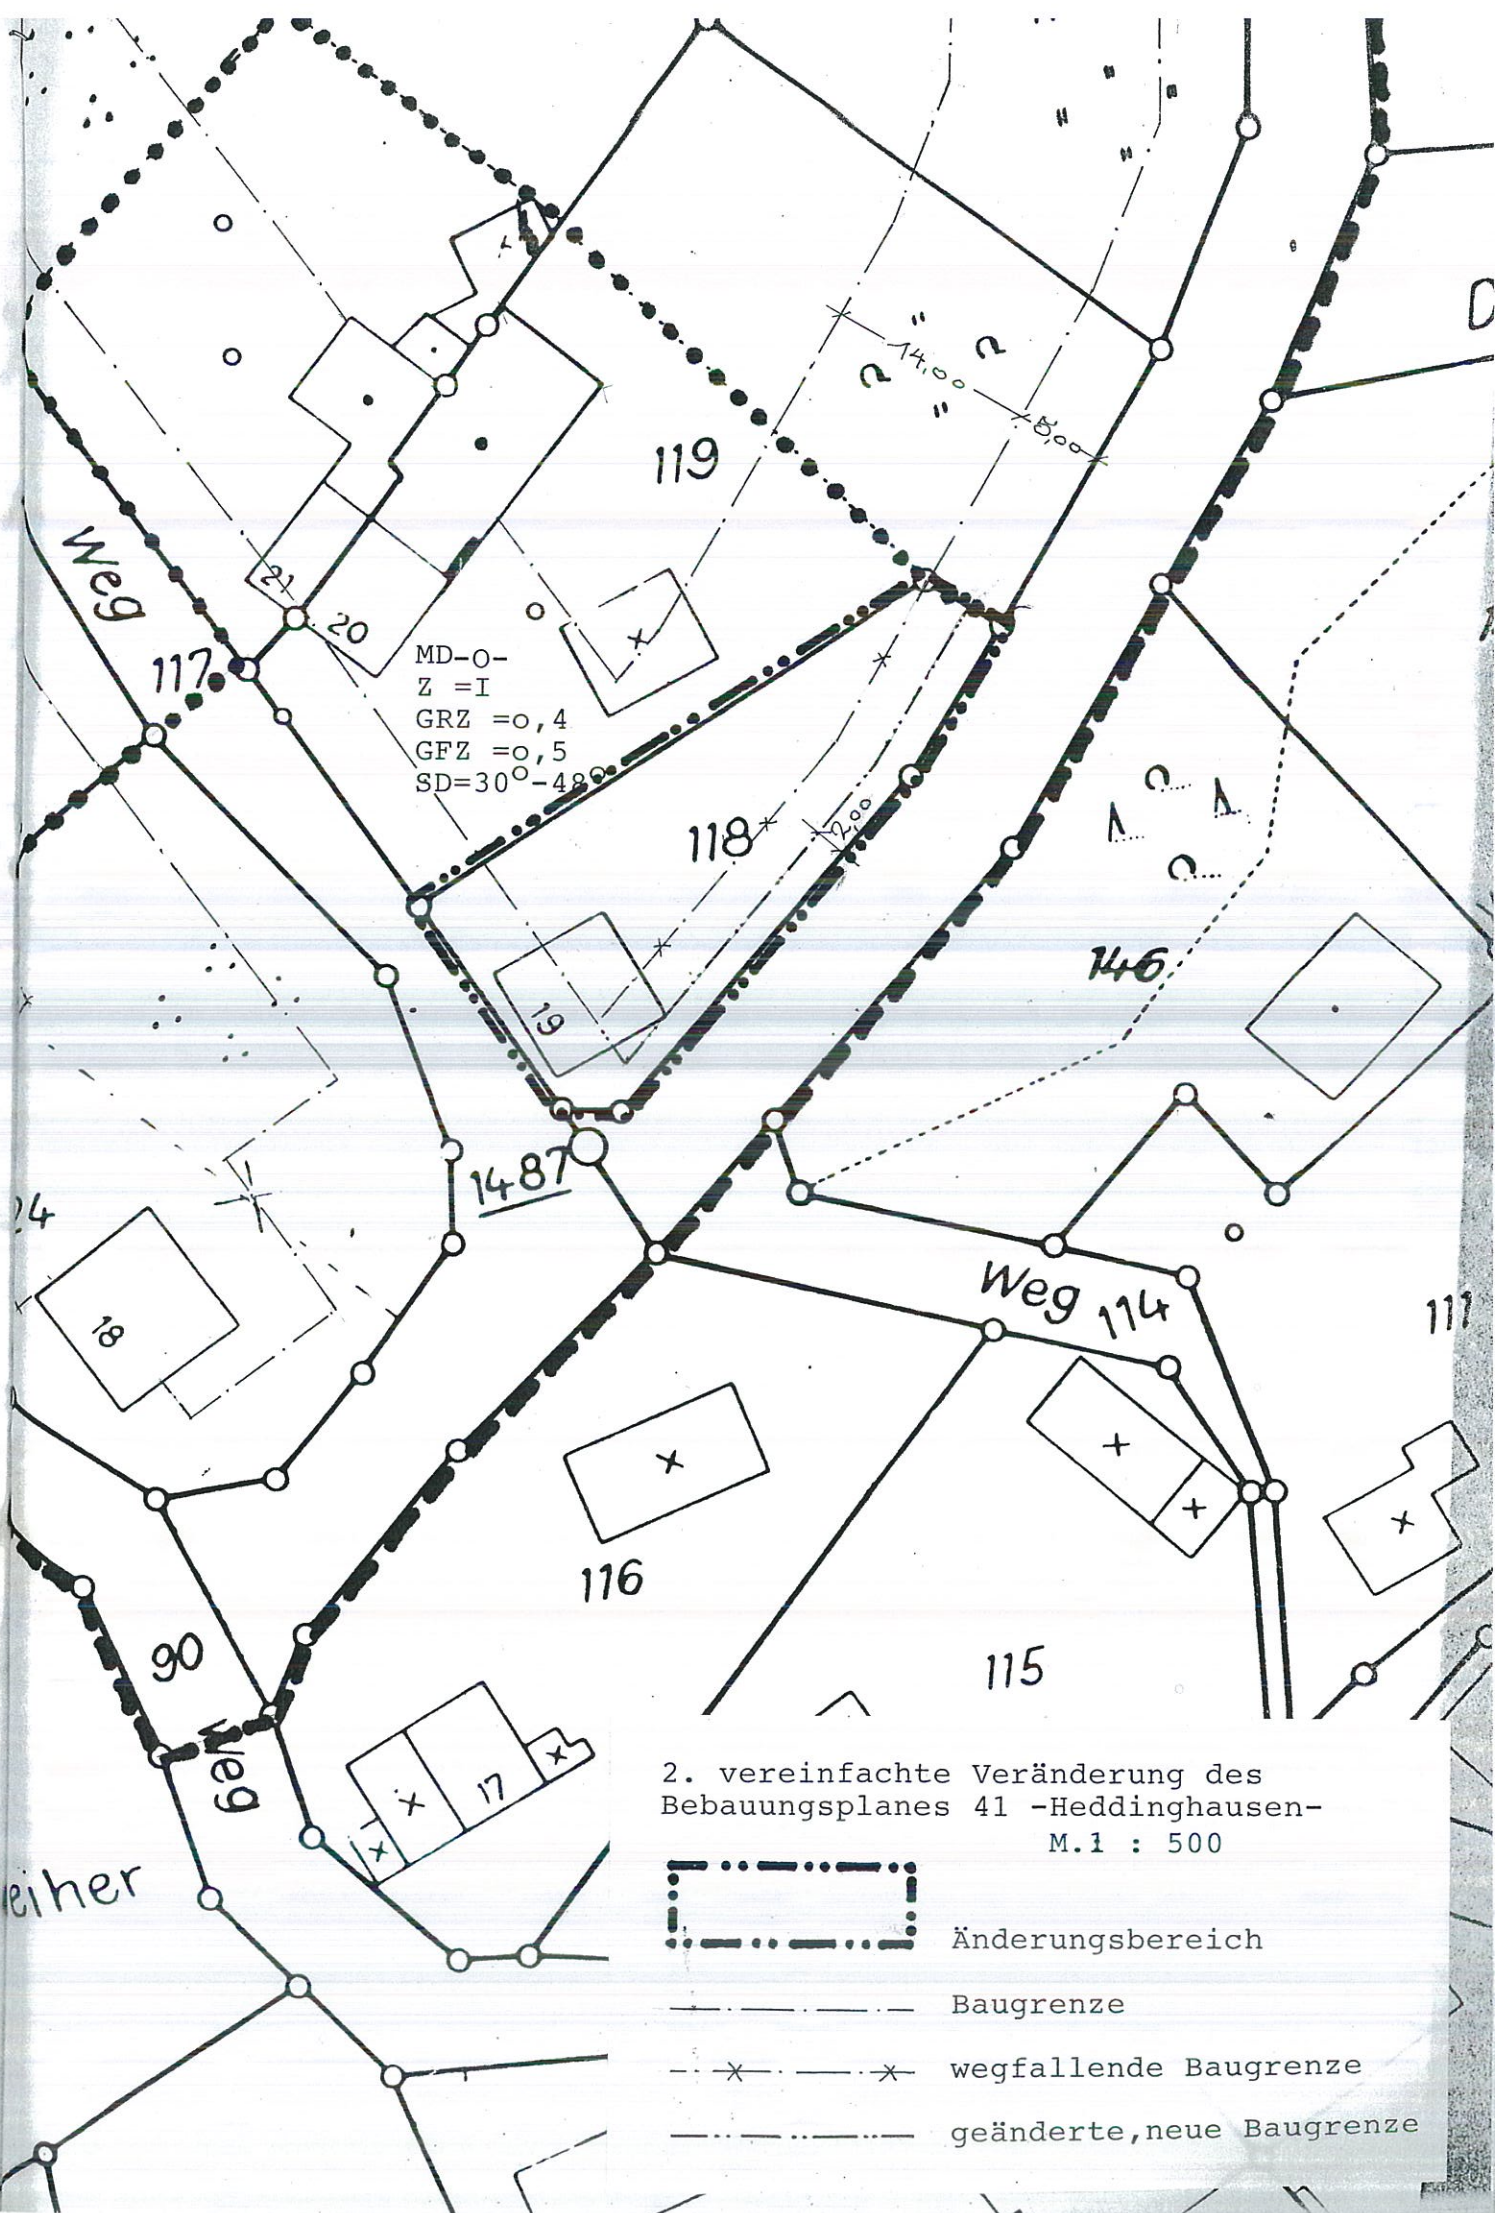 14,00
5,00
119
Weg
21
20
117
MD-o-
Z =I
GRZ =o,4
GFZ =o,5
SD=30°-48°
118
2,00
146
19
1487
24
18
Weg
114
111
116
90
115
Weg
17
eiher
2. vereinfachte Veränderung des
Bebauungsplanes 41 -Heddinghausen-
M.1 : 500
Änderungsbereich
Baugrenze
wegfallende Baugrenze
geänderte,neue Baugrenze